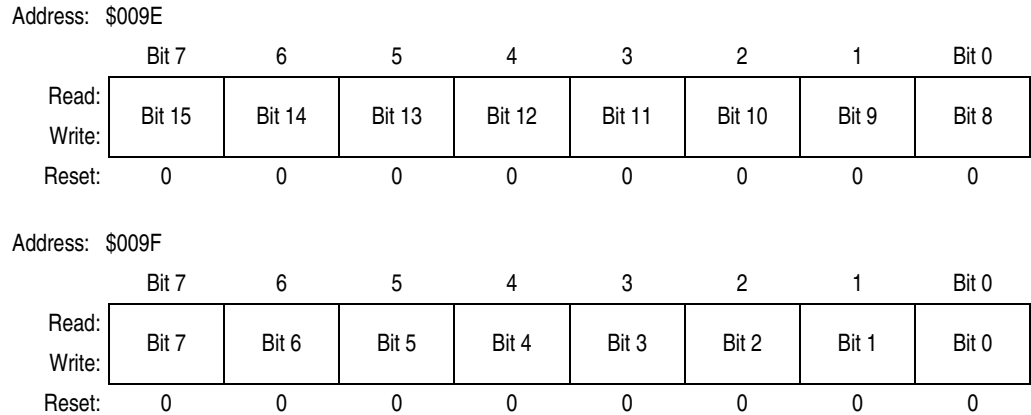 Address: $009E
Bit 7 6 5 4 3 2 1 Bit 0
Read:
Bit 15 Bit 14 Bit 13 Bit 12 Bit 11 Bit 10 Bit 9 Bit 8
Write:
Reset: 0 0 0 0 0 0 0 0
Address: $009F
Bit 7 6 5 4 3 2 1 Bit 0
Read:
Bit 7 Bit 6 Bit 5 Bit 4 Bit 3 Bit 2 Bit 1 Bit 0
Write:
Reset: 0 0 0 0 0 0 0 0